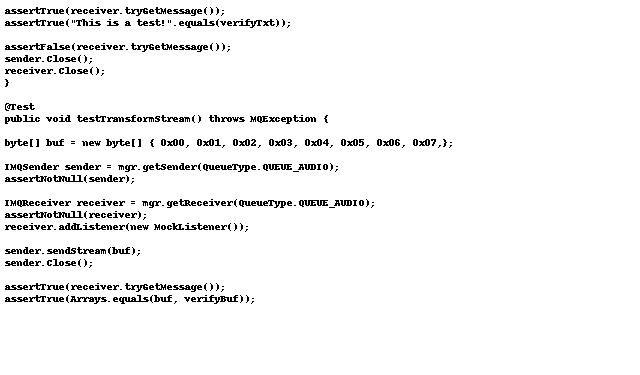 assertTrue(receiver.tryGetMessage());
assertTrue("This is a test!".equals(verifyTxt));
assertFalse(receiver.tryGetMessage());
sender.Close();
receiver.Close();
}
@Test
public void testTransformStream() throws MQException {
byte[] buf = new byte[] { 0x00, 0x01, 0x02, 0x03, 0x04, 0x05, 0x06, 0x07,};
IMQSender sender = mgr.getSender(QueueType.QUEUE_AUDIO);
assertNotNull(sender);
IMQReceiver receiver = mgr.getReceiver(QueueType.QUEUE_AUDIO);
assertNotNull(receiver);
receiver.addListener(new MockListener());
sender.sendStream(buf);
sender.Close();
assertTrue(receiver.tryGetMessage());
assertTrue(Arrays.equals(buf, verifyBuf));